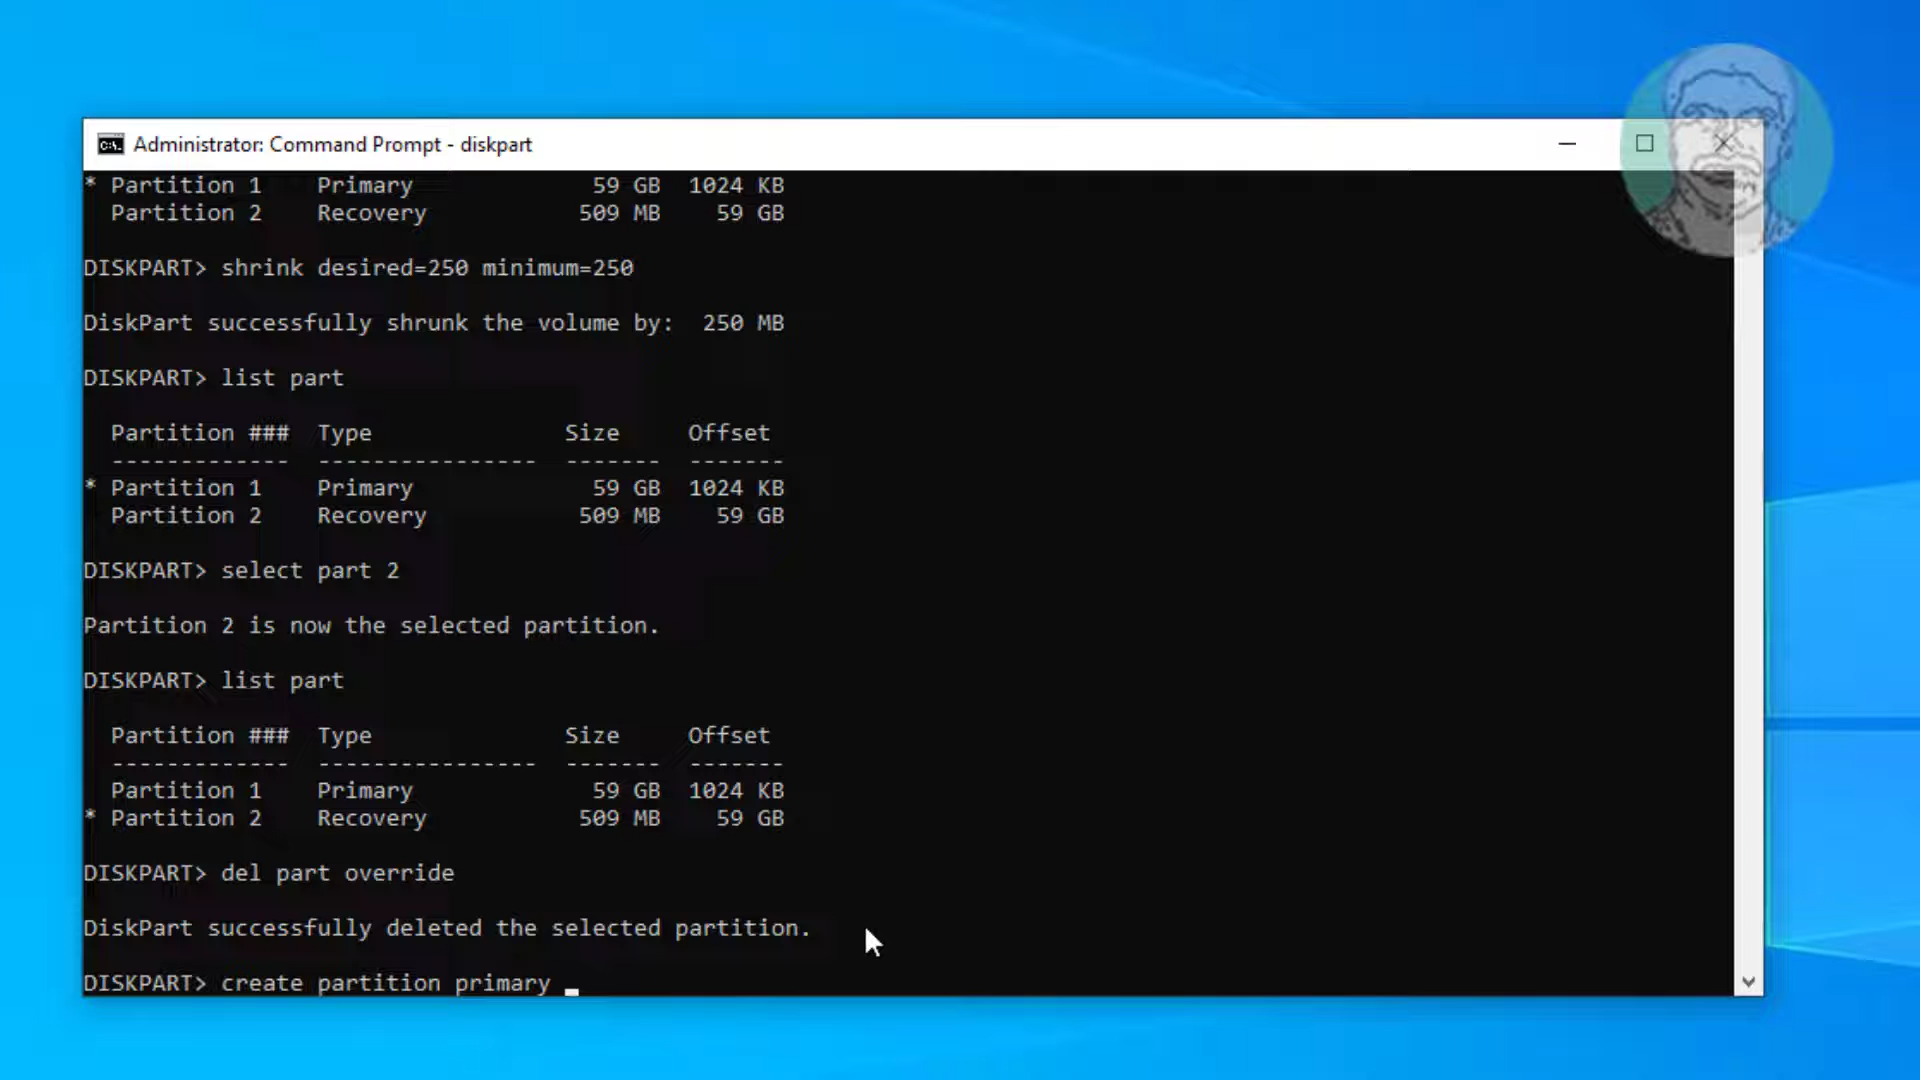 Administrator: Command Prompt - diskpart
* Partition 1    Primary             59 GB  1024 KB
  Partition 2    Recovery           509 MB    59 GB
DISKPART> shrink desired=250 minimum=250
DiskPart successfully shrunk the volume by:  250 MB
DISKPART> list part
  Partition ###  Type              Size     Offset
  -------------  ----------------  -------  -------
* Partition 1    Primary             59 GB  1024 KB
  Partition 2    Recovery           509 MB    59 GB
DISKPART> select part 2
Partition 2 is now the selected partition.
DISKPART> list part
  Partition ###  Type              Size     Offset
  -------------  ----------------  -------  -------
  Partition 1    Primary             59 GB  1024 KB
* Partition 2    Recovery           509 MB    59 GB
DISKPART> del part override
DiskPart successfully deleted the selected partition.
DISKPART> create partition primary